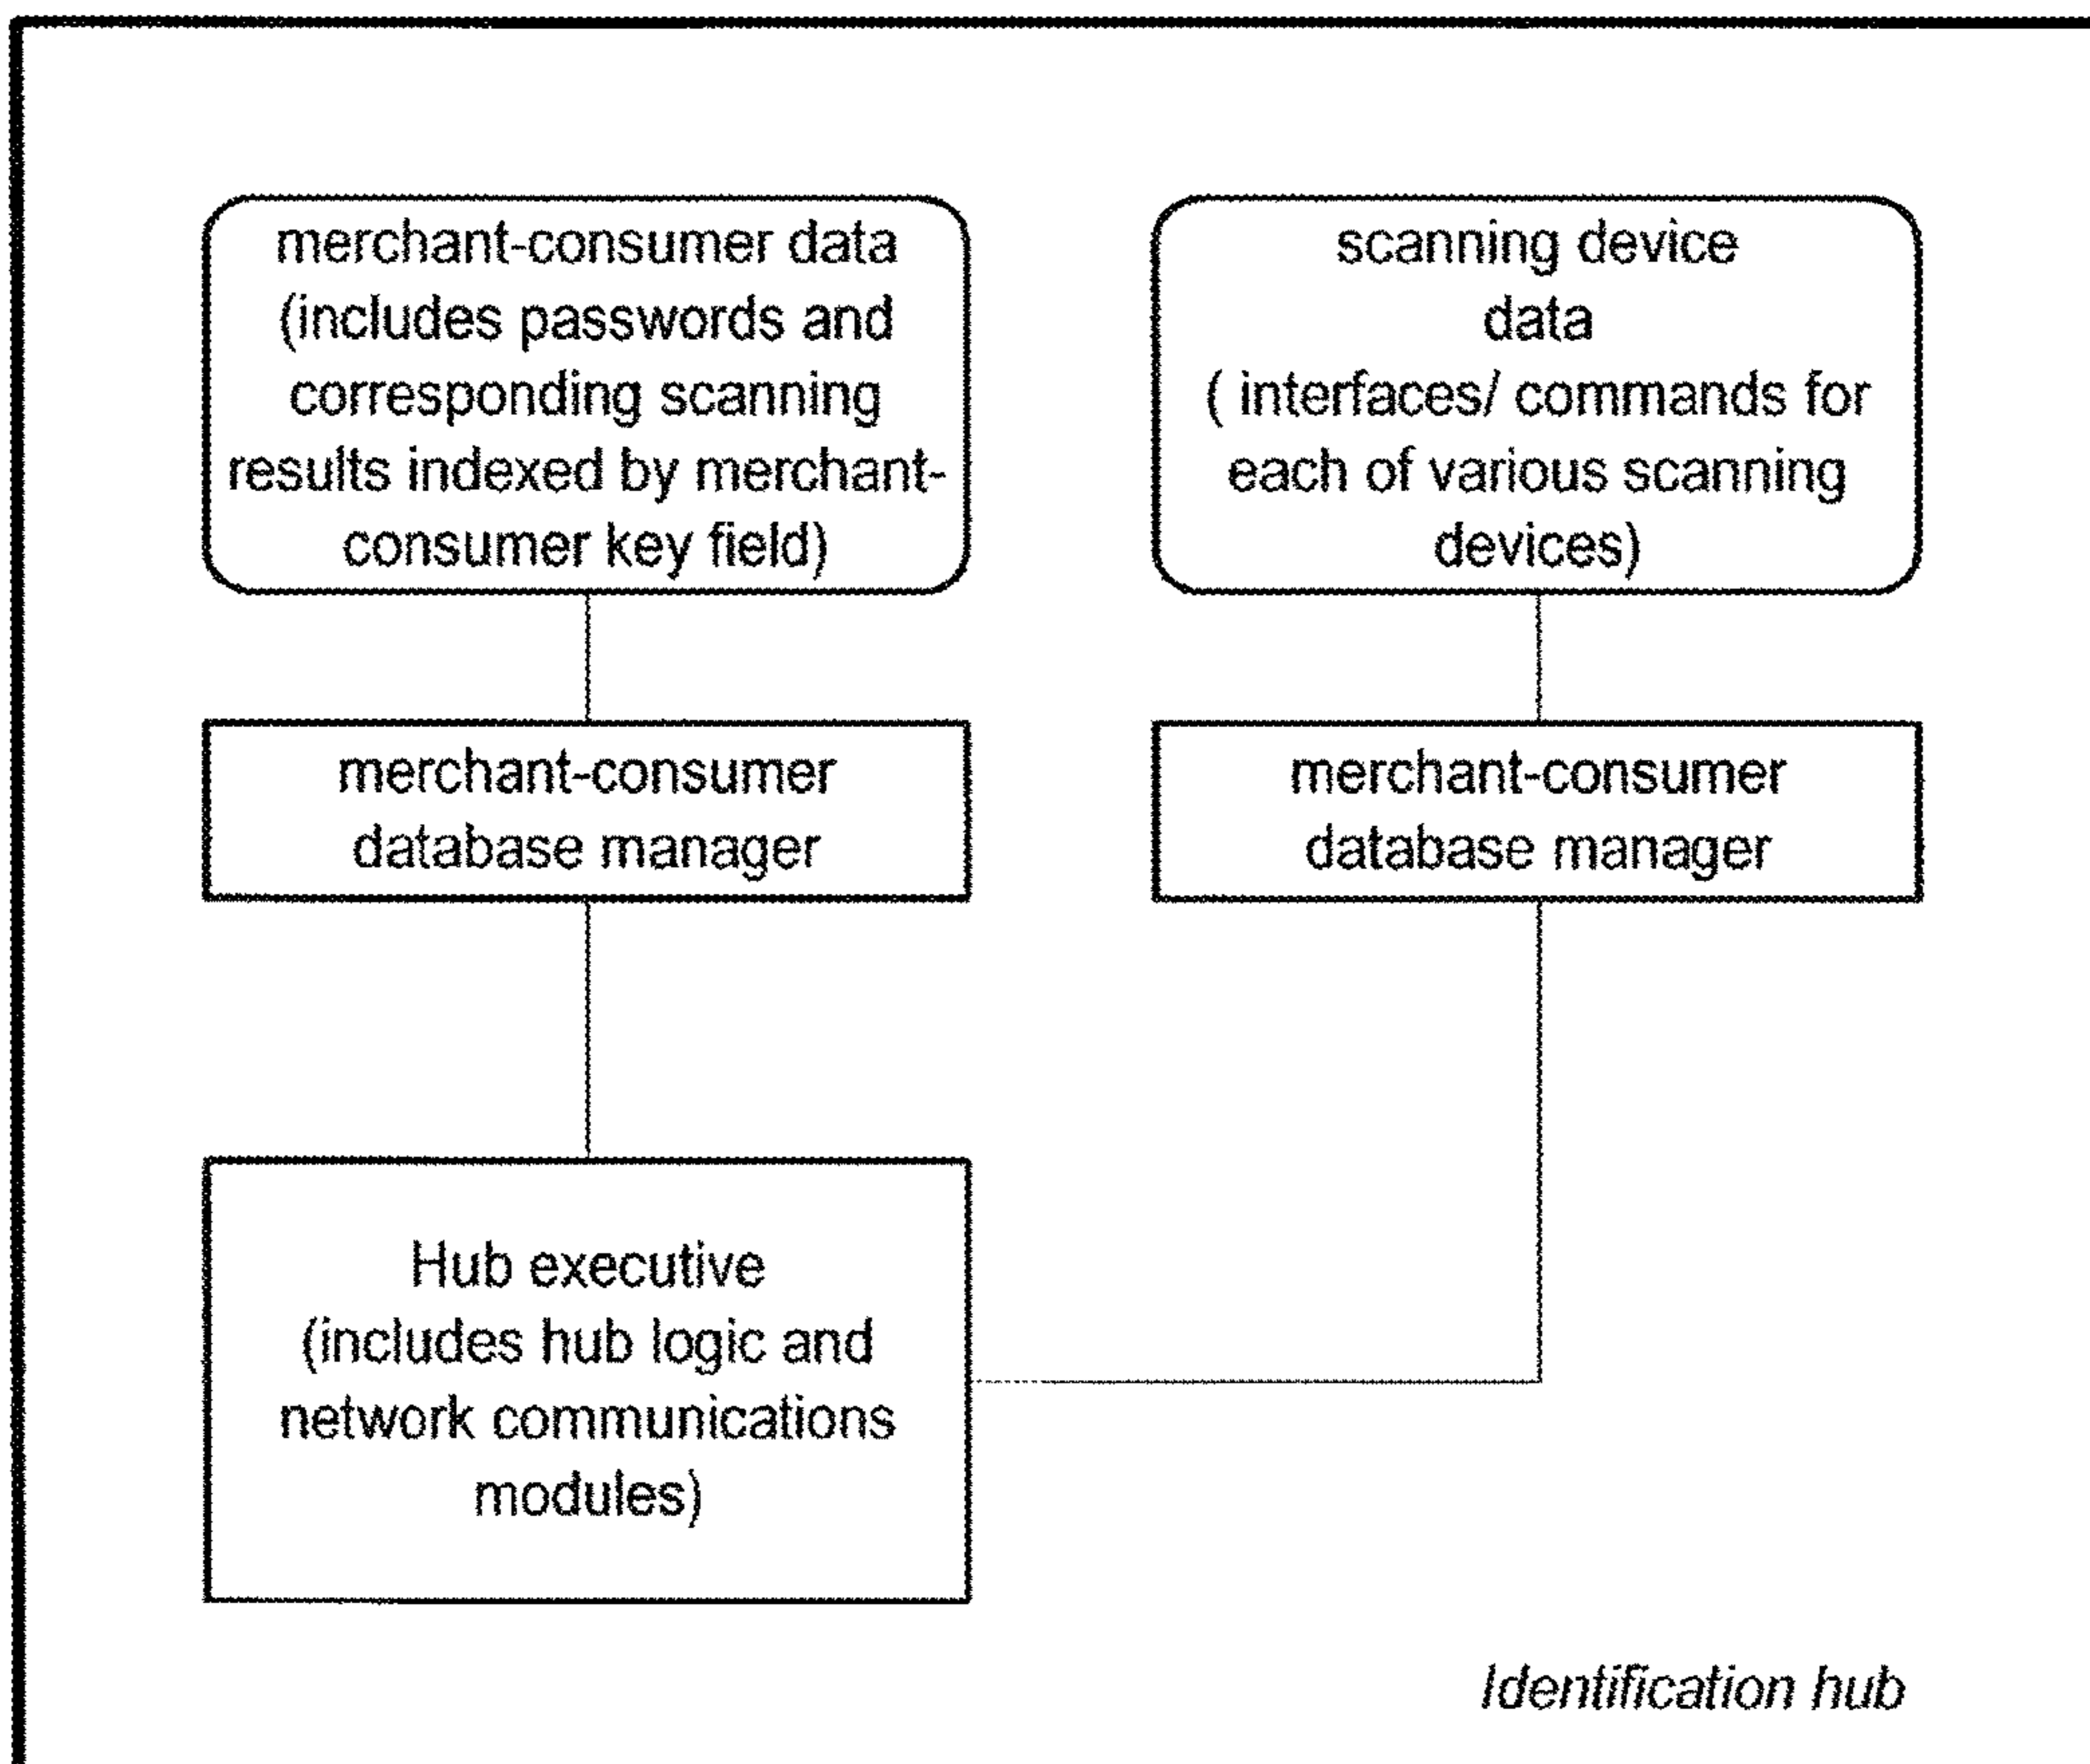 merchant-consumer data
(includes passwords and
corresponding scanning
results indexed by merchant-
consumer key field)
scanning device
data
( interfaces/ commands for
each of various scanning
devices)
merchant-consumer
database manager
merchant-consumer
database manager
Hub executive
(includes hub logic and
network communications
modules)
Identification hub